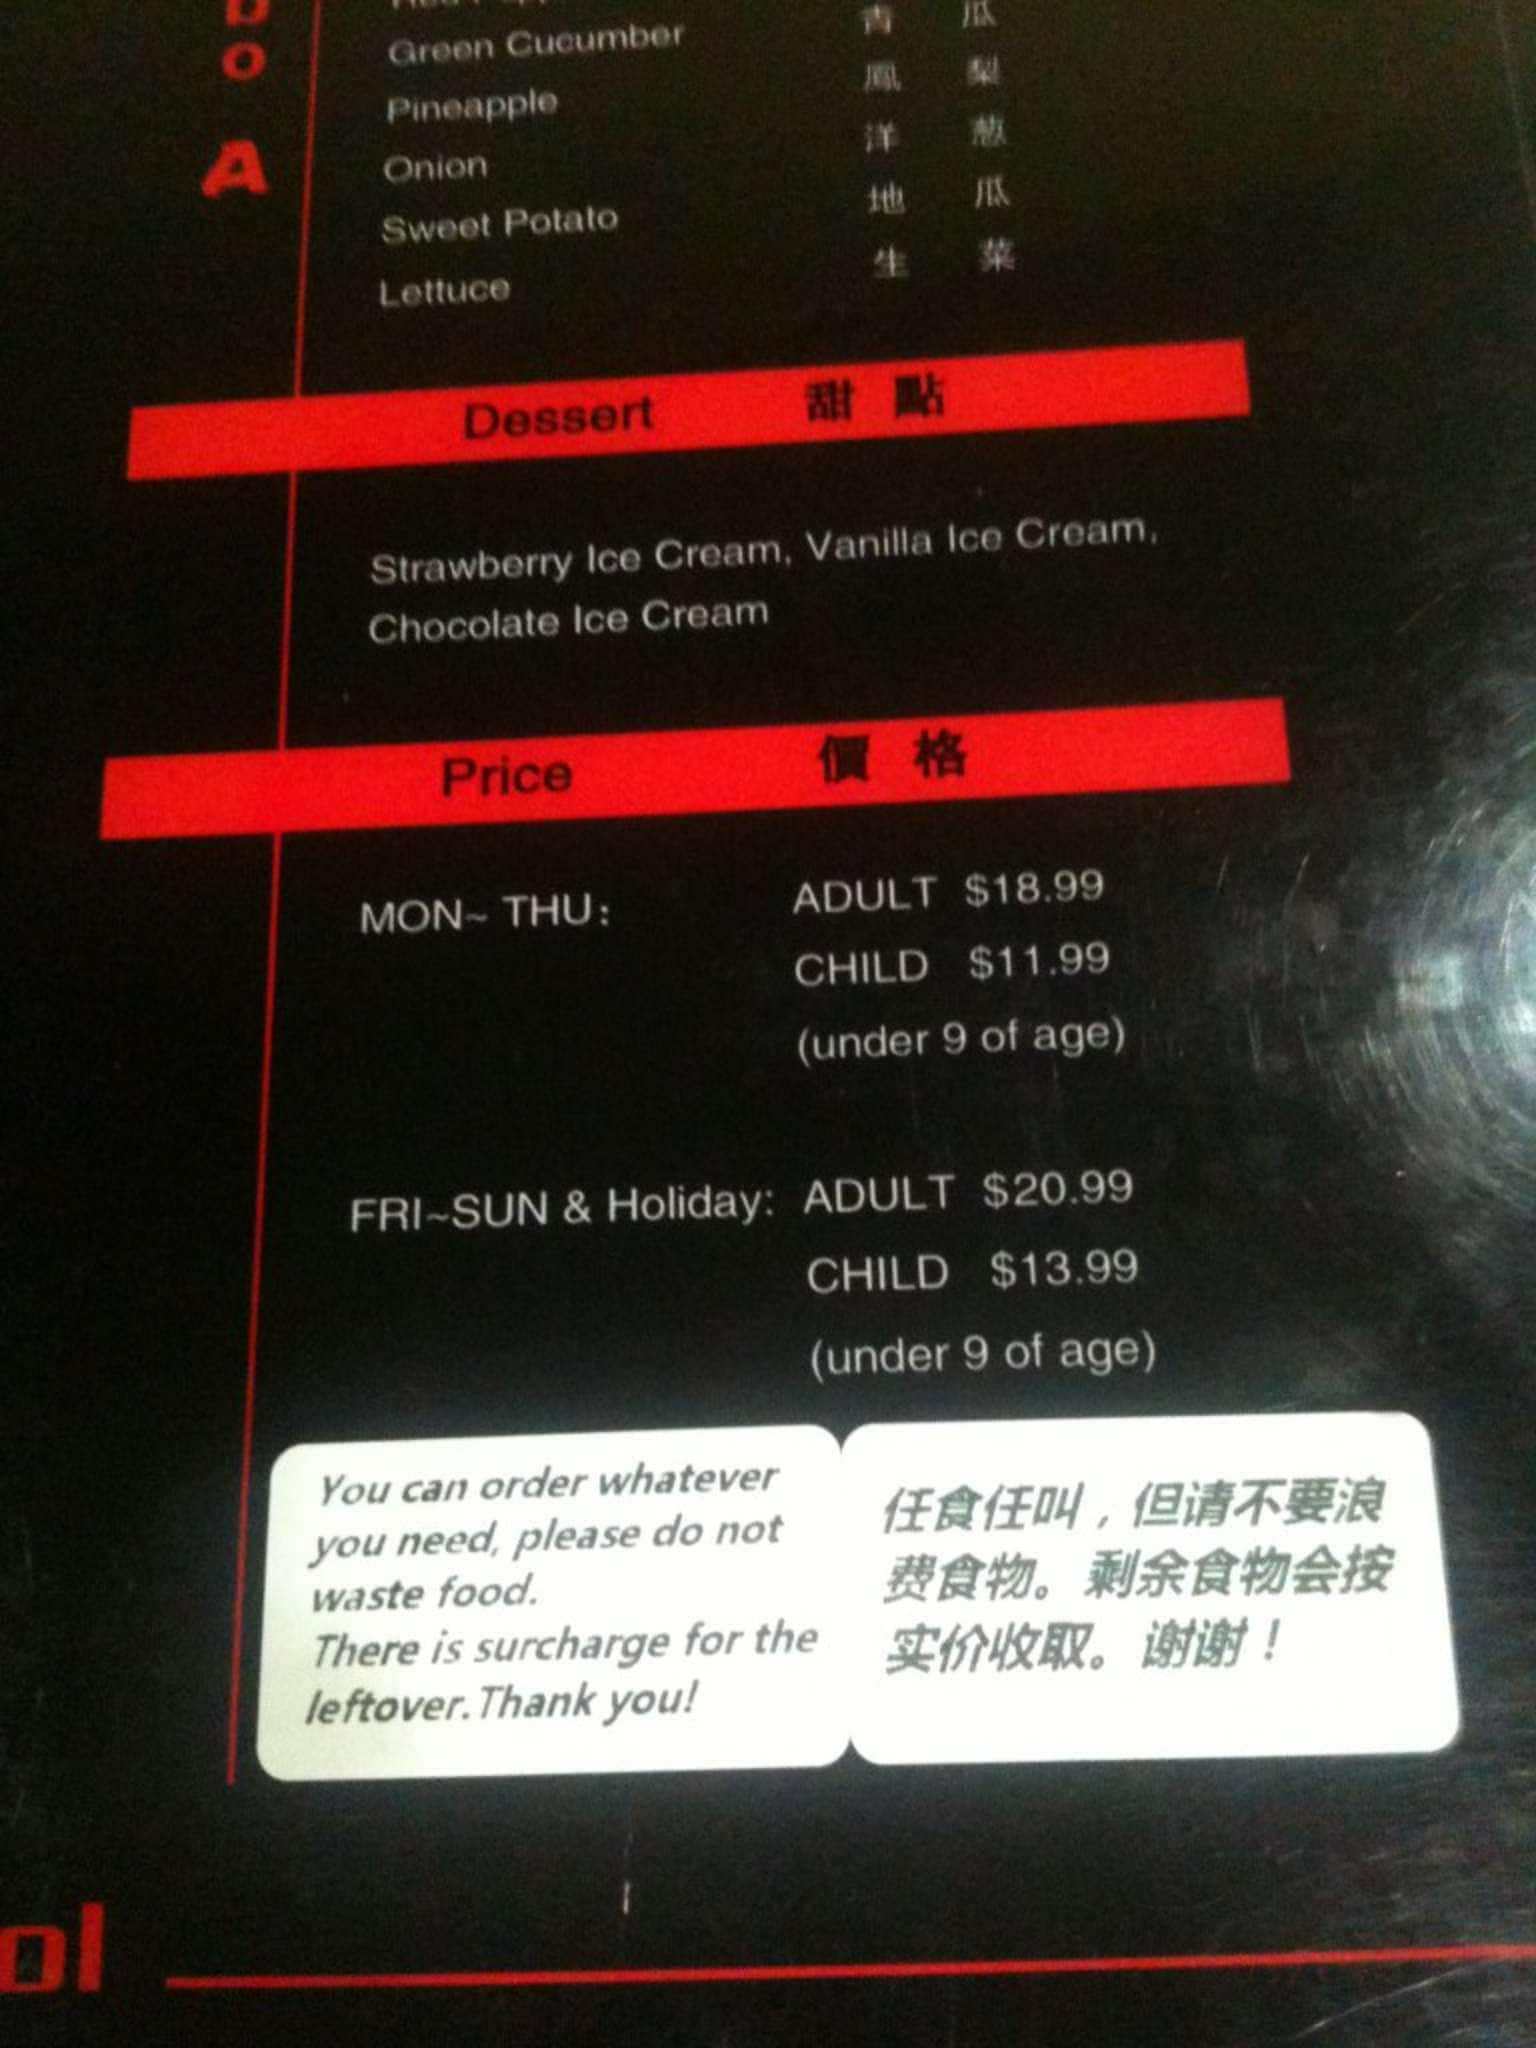 Green Cucumber 青 瓜
Pineapple 鳳 梨
Onion 洋 葱
Sweet Potato 地 瓜
Lettuce 生 菜
A
Dessert 甜 點
Strawberry Ice Cream, Vanilla Ice Cream,
Chocolate Ice Cream
Price 價 格
MON~ THU: ADULT $18.99
CHILD $11.99
(under 9 of age)
FRI~SUN & Holiday: ADULT $20.99
CHILD $13.99
(under 9 of age)
You can order whatever
you need, please do not
waste food.
There is surcharge for the
leftover.Thank you!
任食任叫，但请不要浪
费食物。剩余食物会按
实价收取。谢谢！
ol